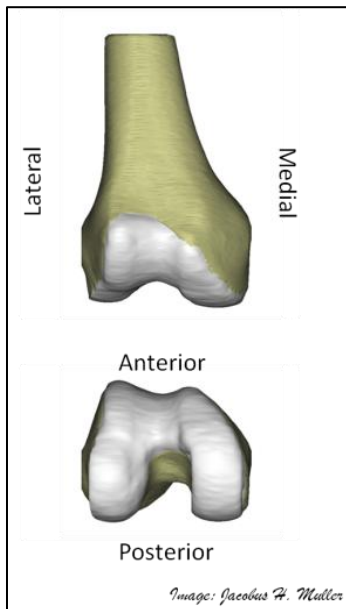 Lateral
Medial
Anterior
Posterior
Image: Jacobus H. Muller